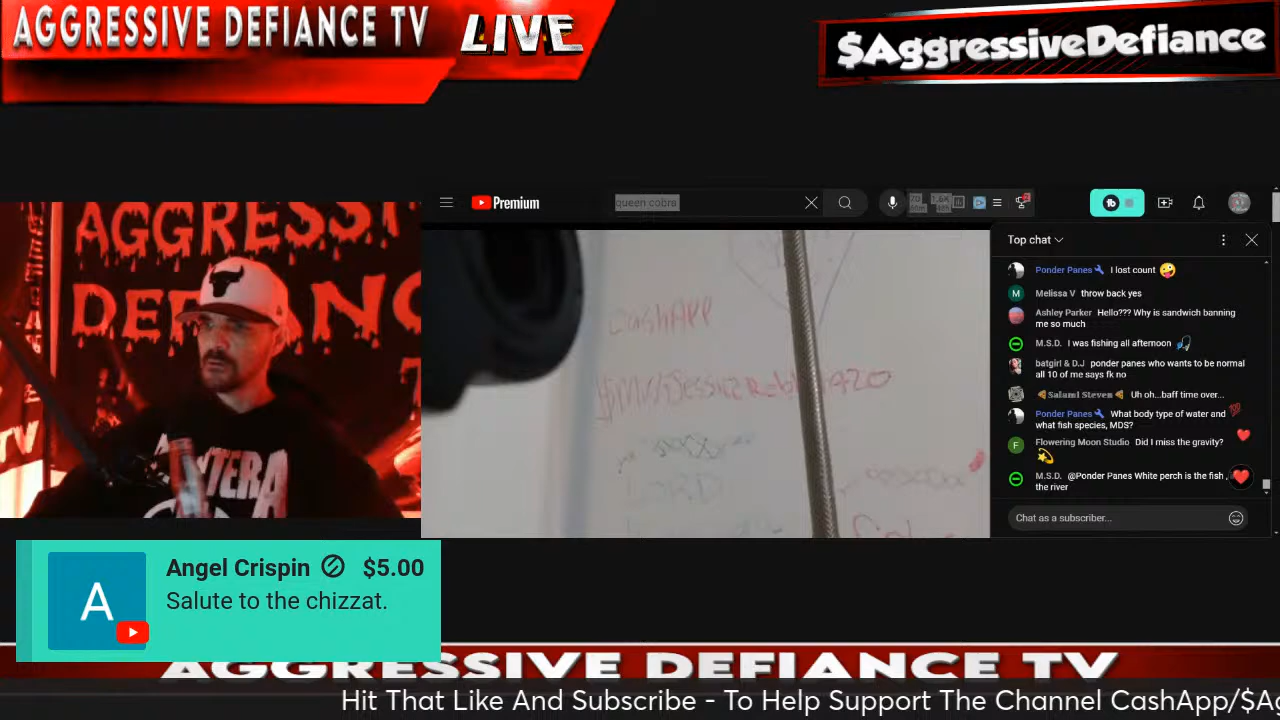 AGGRESSIVE DEFIANCE TV
LIVE
$AggressiveDefiance
Premium
queen cobra
AGGRESSI
DEFIANC
TV
PANTERA
CashApp
Top chat
Ponder Panes I lost count
Melissa V throw back yes
Ashley Parker Hello??? Why is sandwich banning
me so much
M.S.D. I was fishing all afternoon
batgirl & D.J ponder panes who wants to be normal
all 10 of me says fk no
Salami Steven Uh oh...baff time over...
Ponder Panes What body type of water and
what fish species, MDS?
Flowering Moon Studio Did I miss the gravity?
M.S.D. @Ponder Panes White perch is the fish ,
the river
Chat as a subscriber...
A
Angel Crispin $5.00
Salute to the chizzat.
AGGRESSIVE DEFIANCE TV
Hit That Like And Subscribe - To Help Support The Channel CashApp/$Ag